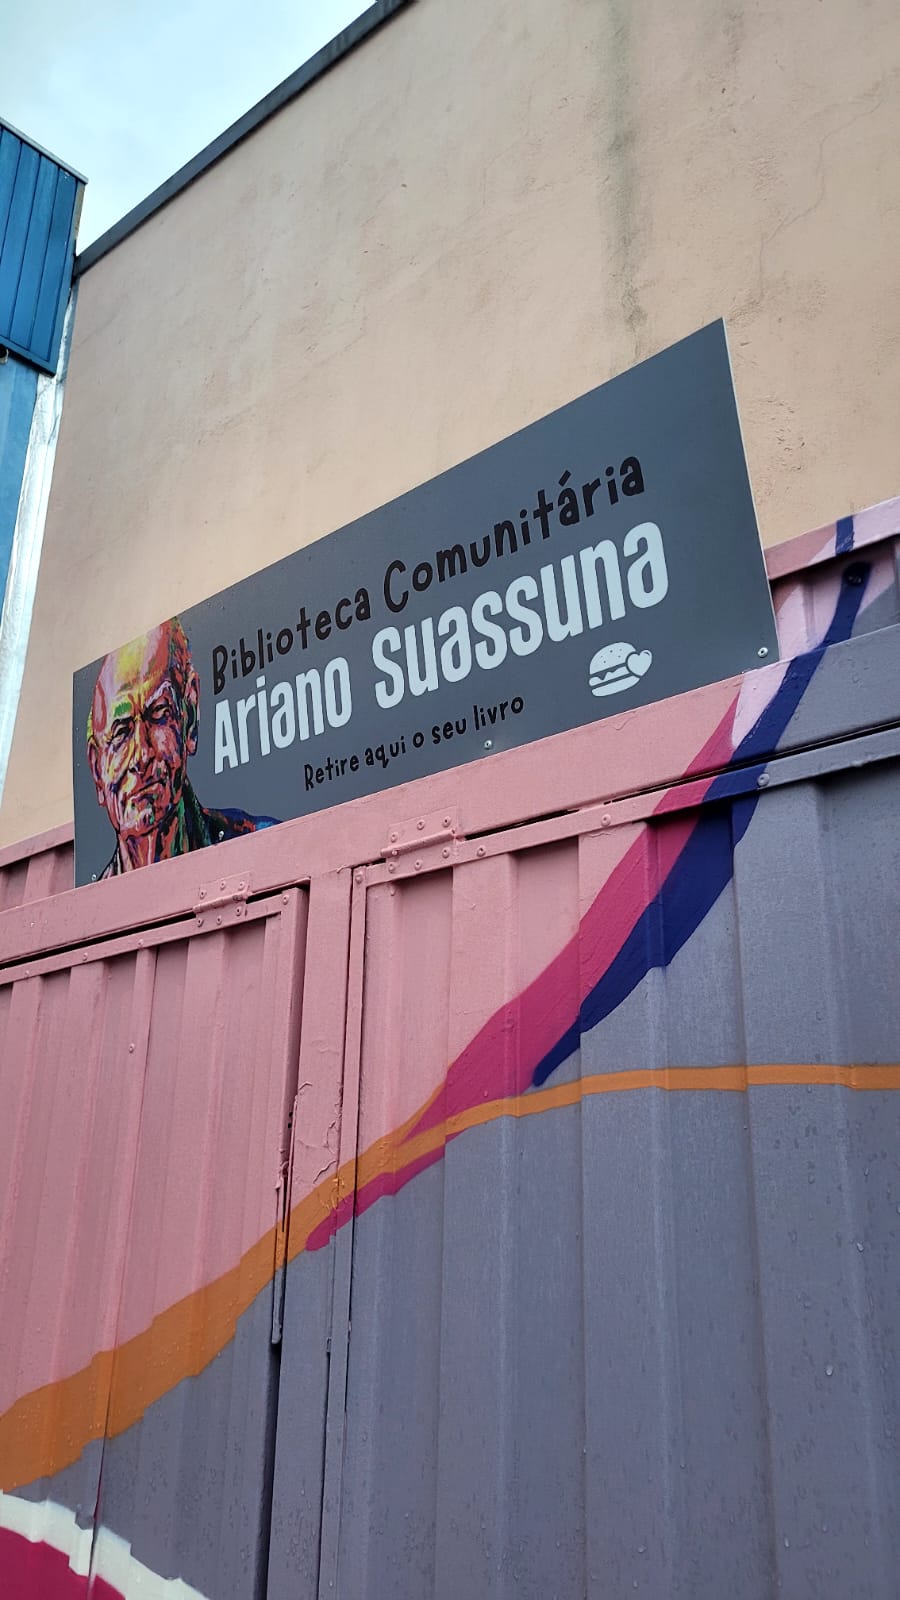 Biblioteca Comunitária
Ariano Suassuna
Retire aqui o seu livro